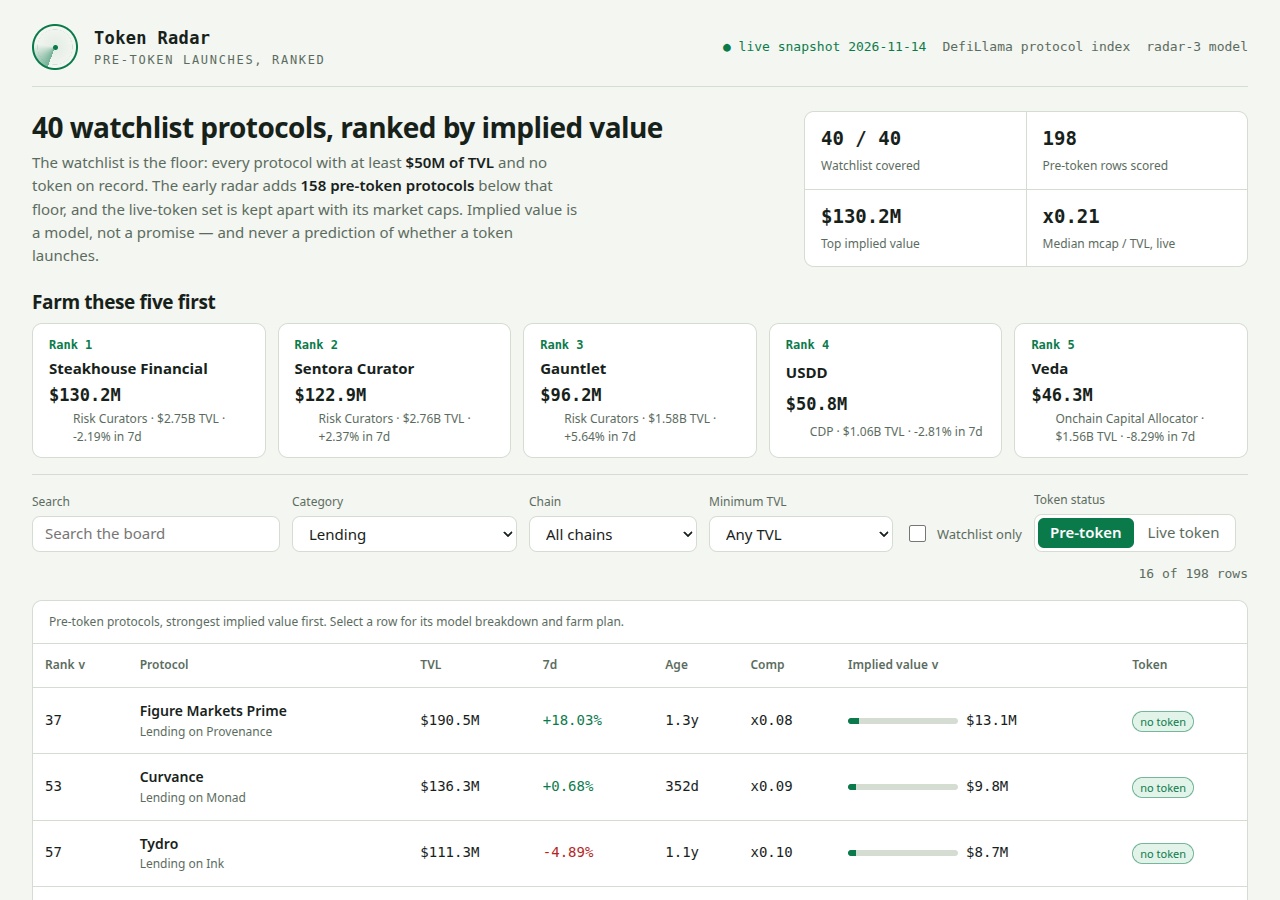 Token Radar
PRE-TOKEN LAUNCHES, RANKED
● live snapshot 2026-11-14 DefiLlama protocol index radar-3 model
40 watchlist protocols, ranked by implied value
The watchlist is the floor: every protocol with at least $50M of TVL and no
token on record. The early radar adds 158 pre-token protocols below that
floor, and the live-token set is kept apart with its market caps. Implied value is
a model, not a promise — and never a prediction of whether a token
launches.
40 / 40
Watchlist covered
198
Pre-token rows scored
$130.2M
Top implied value
x0.21
Median mcap / TVL, live
Farm these five first
Rank 1
Steakhouse Financial
$130.2M
Risk Curators · $2.75B TVL ·
-2.19% in 7d
Rank 2
Sentora Curator
$122.9M
Risk Curators · $2.76B TVL ·
+2.37% in 7d
Rank 3
Gauntlet
$96.2M
Risk Curators · $1.58B TVL ·
+5.64% in 7d
Rank 4
USDD
$50.8M
CDP · $1.06B TVL · -2.81% in 7d
Rank 5
Veda
$46.3M
Onchain Capital Allocator ·
$1.56B TVL · -8.29% in 7d
Search
Search the board
Category
Lending
Chain
All chains
Minimum TVL
Any TVL
Watchlist only
Token status
Pre-token Live token
16 of 198 rows
Pre-token protocols, strongest implied value first. Select a row for its model breakdown and farm plan.
Rank v Protocol TVL 7d Age Comp Implied value v Token
37 Figure Markets Prime $190.5M +18.03% 1.3y x0.08 $13.1M no token
Lending on Provenance
53 Curvance $136.3M +0.68% 352d x0.09 $9.8M no token
Lending on Monad
57 Tydro $111.3M -4.89% 1.1y x0.10 $8.7M no token
Lending on Ink